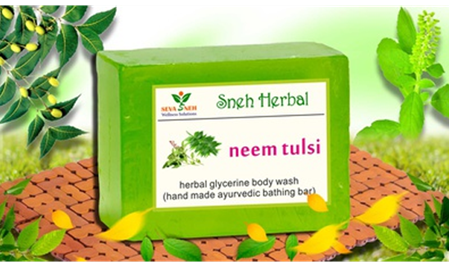 SEVA SNEH
Wellness Solutions
Sneh Herbal
neem tulsi
herbal glycerine body wash
(hand made ayurvedic bathing bar)